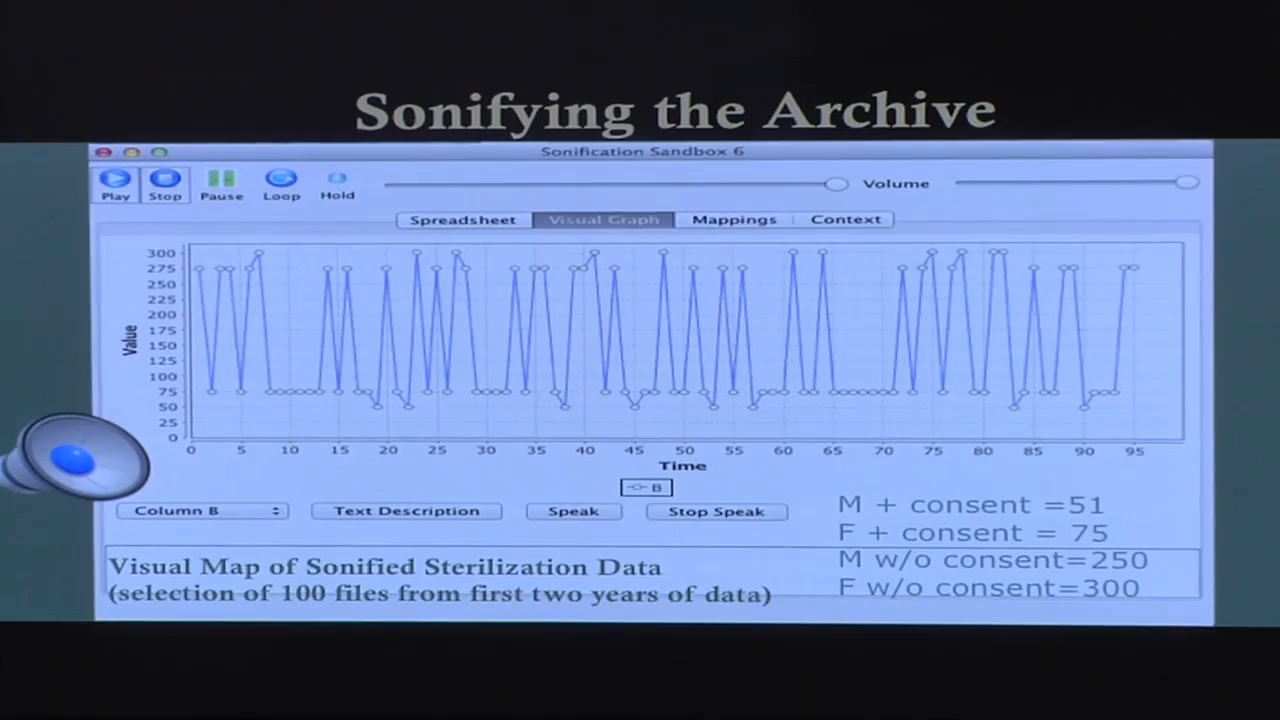 Sonifying the Archive
Sonification Sandbox 6
Play Stop Pause Loop Hold Volume
Spreadsheet Visual Graph Mappings Context
300
275
250
225
200
175
150
125
100
75
50
25
0
Value
0 5 10 15 20 25 30 35 40 45 50 55 60 65 70 75 80 85 90 95
Time
B
Column B Text Description Speak Stop Speak
M + consent =51
F + consent = 75
M w/o consent=250
F w/o consent=300
Visual Map of Sonified Sterilization Data
(selection of 100 files from first two years of data)